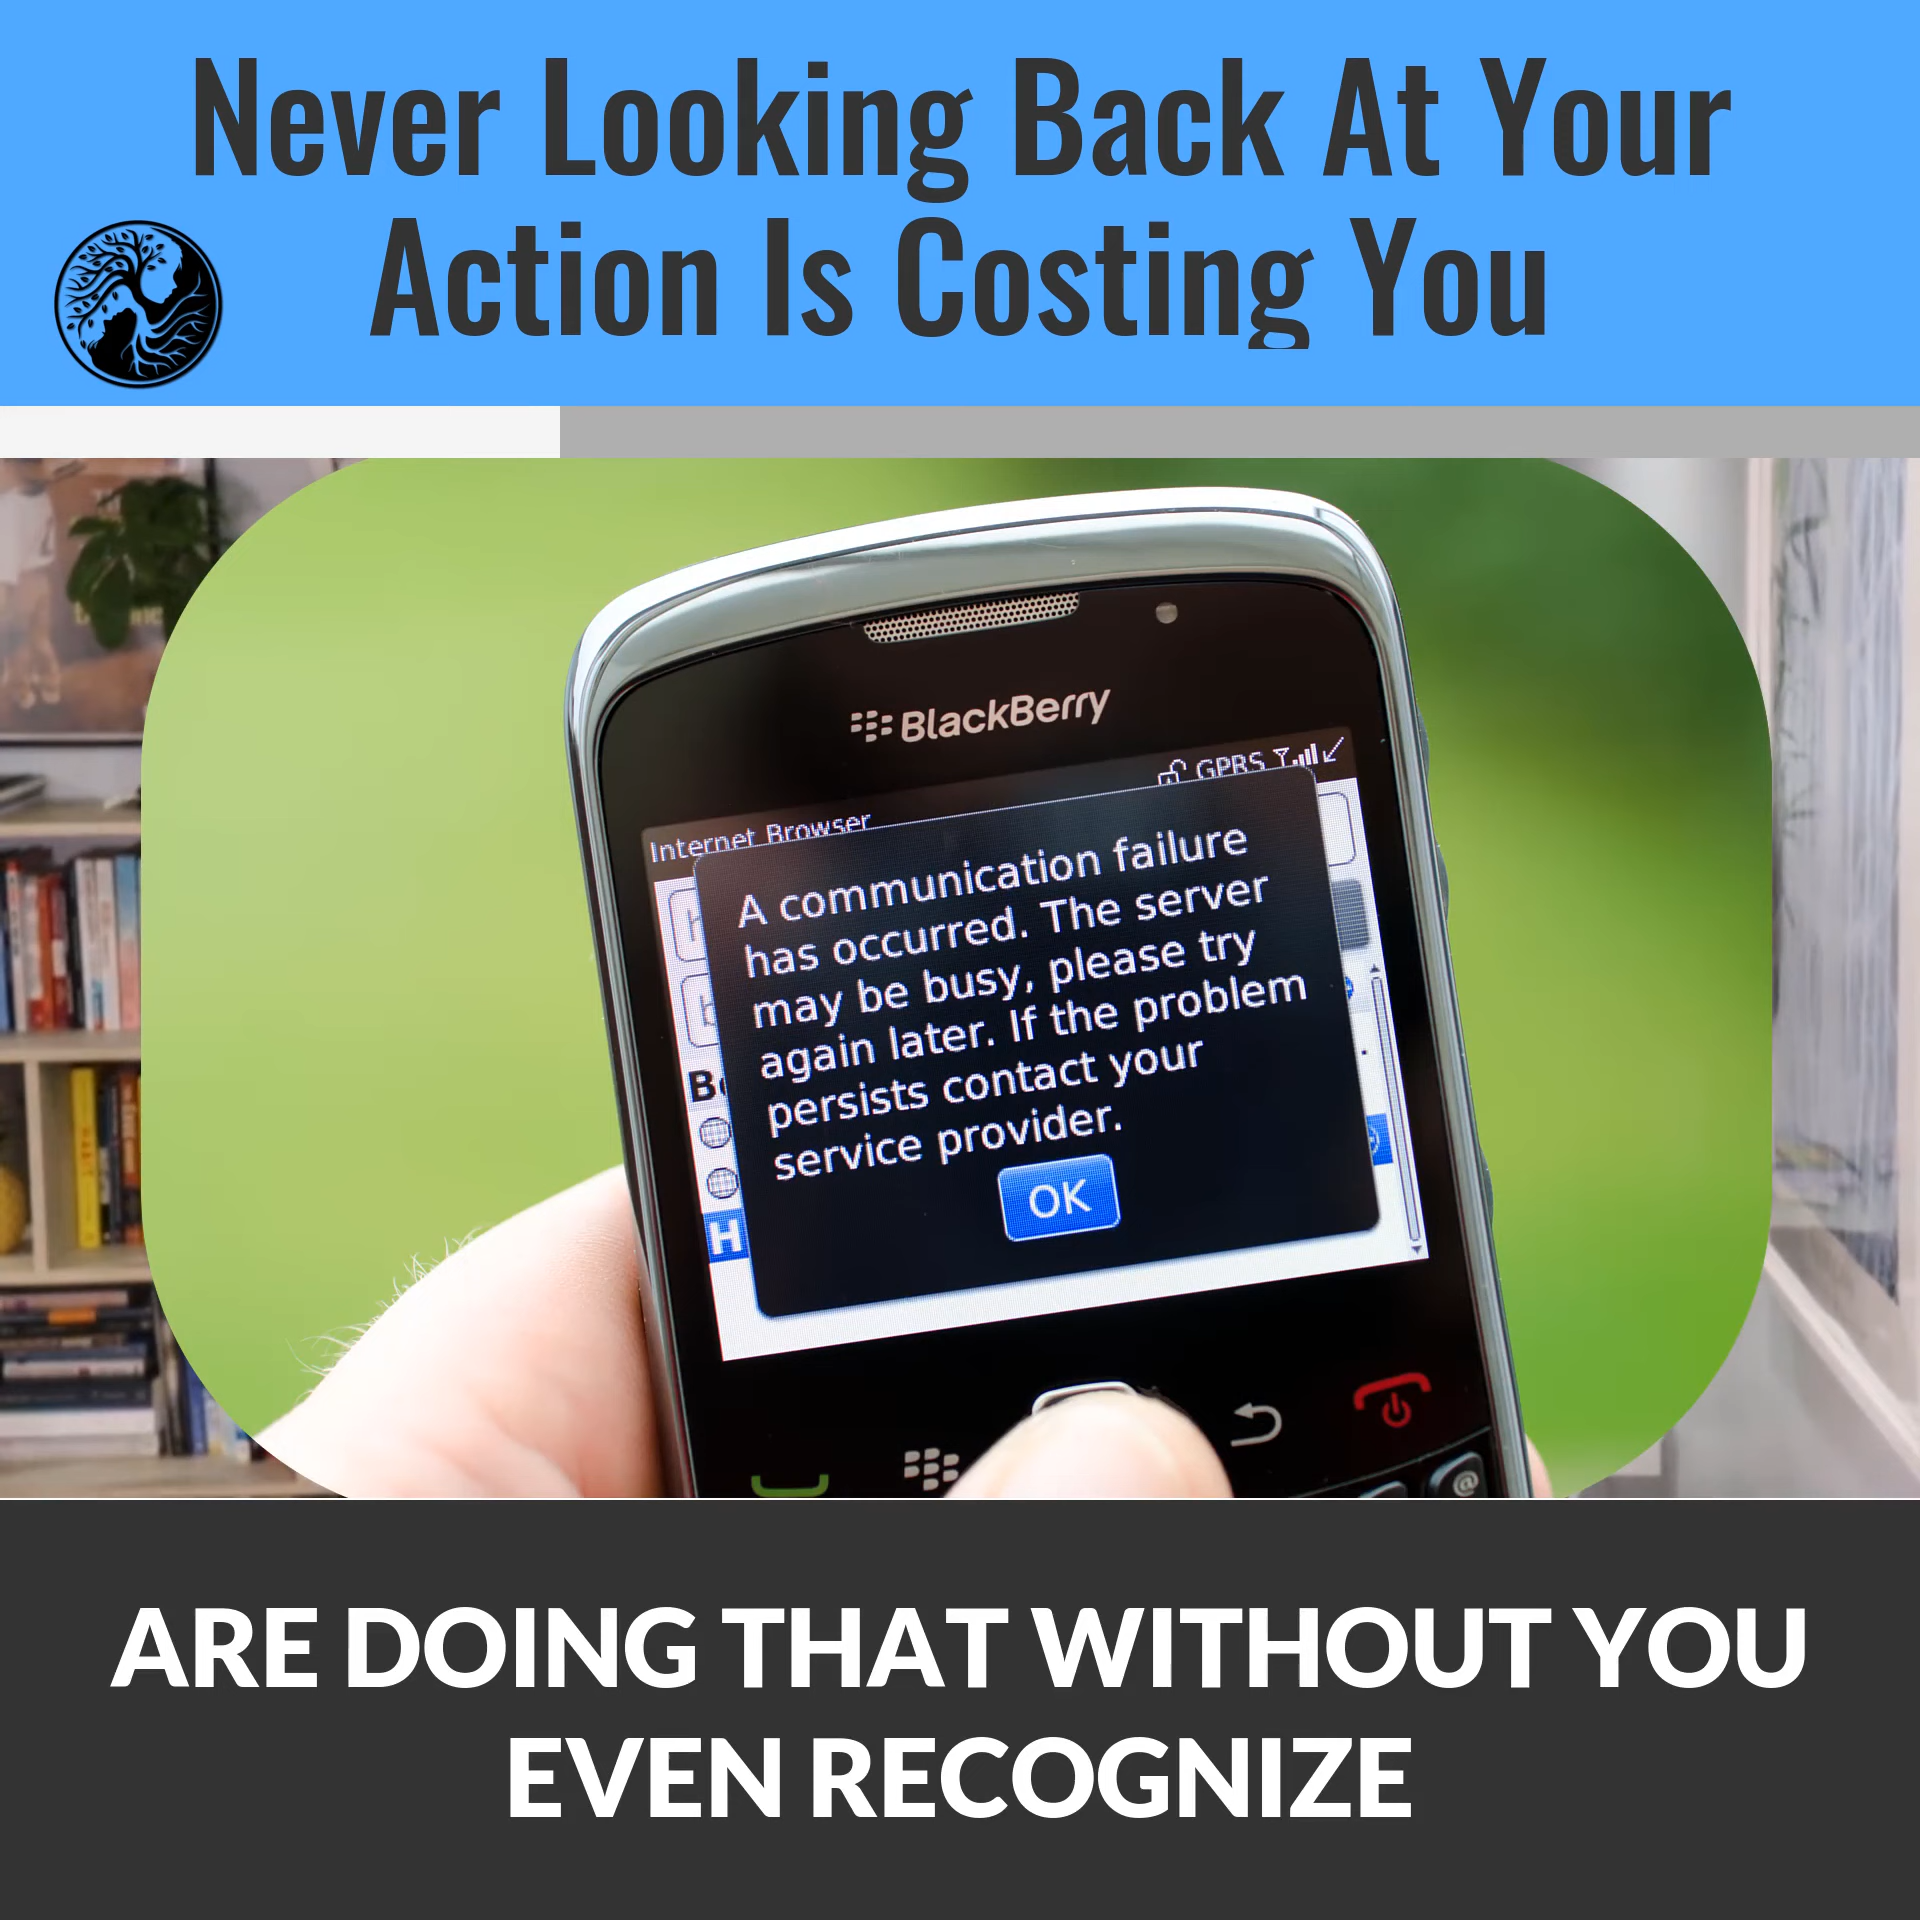 Never Looking Back At Your
Action Is Costing You
BlackBerry
GPRS
Internet Browser
A communication failure
has occurred. The server
may be busy, please try
again later. If the problem
persists contact your
service provider.
OK
H
@
ARE DOING THAT WITHOUT YOU
EVEN RECOGNIZE